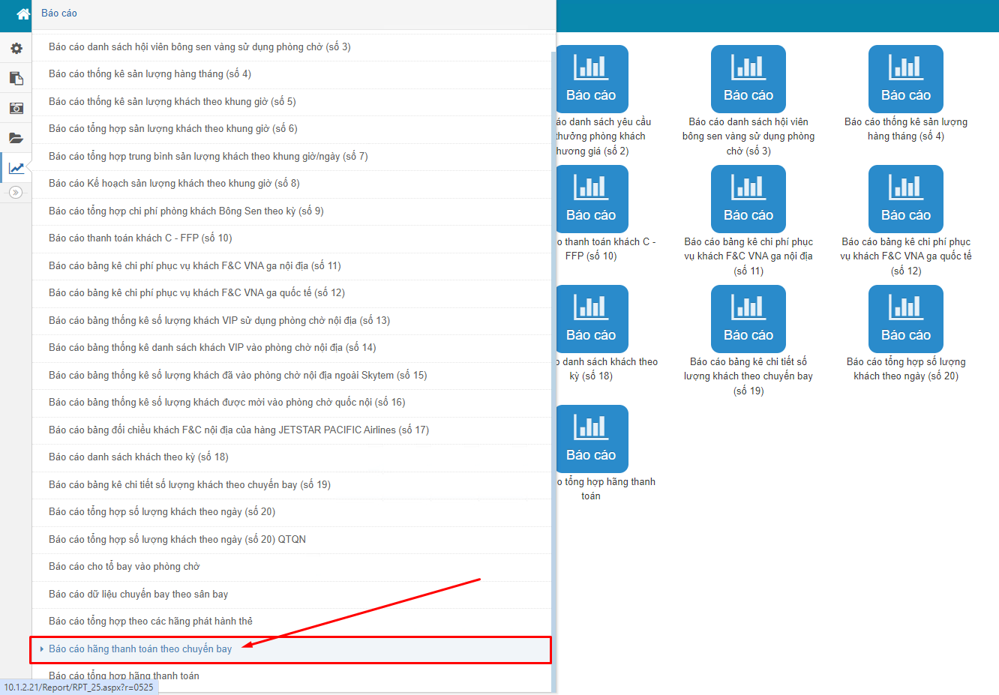 Báo cáo
Báo cáo danh sách hội viên bông sen vàng sử dụng phòng chờ (số 3)
Báo cáo thống kê sản lượng hàng tháng (số 4)
Báo cáo thống kê sản lượng khách theo khung giờ (số 5)
Báo cáo tổng hợp sản lượng khách theo khung giờ (số 6)
Báo cáo tổng hợp trung bình sản lượng khách theo khung giờ/ngày (số 7)
Báo cáo Kế hoạch sản lượng khách theo khung giờ (số 8)
Báo cáo tổng hợp chi phí phòng khách Bông Sen theo kỳ (số 9)
Báo cáo thanh toán khách C - FFP (số 10)
Báo cáo bảng kê chi phí phục vụ khách F&C VNA ga nội địa (số 11)
Báo cáo bảng kê chi phí phục vụ khách F&C VNA ga quốc tế (số 12)
Báo cáo bảng thống kê số lượng khách VIP sử dụng phòng chờ nội địa (số 13)
Báo cáo bảng thống kê danh sách khách VIP vào phòng chờ nội địa (số 14)
Báo cáo bảng thống kê số lượng khách đã vào phòng chờ nội địa ngoài Skytem (số 15)
Báo cáo bảng thống kê số lượng khách được mời vào phòng chờ quốc nội (số 16)
Báo cáo bảng đối chiếu khách F&C nội địa của hàng JETSTAR PACIFIC Airlines (số 17)
Báo cáo danh sách khách theo kỳ (số 18)
Báo cáo bảng kê chi tiết số lượng khách theo chuyến bay (số 19)
Báo cáo tổng hợp số lượng khách theo ngày (số 20)
Báo cáo tổng hợp số lượng khách theo ngày (số 20) QTQN
Báo cáo cho tổ bay vào phòng chờ
Báo cáo dữ liệu chuyến bay theo sân bay
Báo cáo tổng hợp theo các hãng phát hành thẻ
Báo cáo hãng thanh toán theo chuyến bay
Báo cáo tổng hợp hãng thanh toán
10.1.2.21/Report/RPT_25.aspx?r=0525
Báo cáo
áo danh sách yêu cầu
thưởng phòng khách
hương giá (số 2)
Báo cáo
Báo cáo danh sách hội viên
bông sen vàng sử dụng phòng
chờ (số 3)
Báo cáo
Báo cáo thống kê sản lượng
hàng tháng (số 4)
Báo cáo
o thanh toán khách C -
FFP (số 10)
Báo cáo
Báo cáo bảng kê chi phí phục
vụ khách F&C VNA ga nội địa
(số 11)
Báo cáo
Báo cáo bảng kê chi phí phục
vụ khách F&C VNA ga quốc tế
(số 12)
Báo cáo
o danh sách khách theo
kỳ (số 18)
Báo cáo
Báo cáo bảng kê chi tiết số
lượng khách theo chuyến bay
(số 19)
Báo cáo
Báo cáo tổng hợp số lượng
khách theo ngày (số 20)
Báo cáo
o tổng hợp hãng thanh
toán